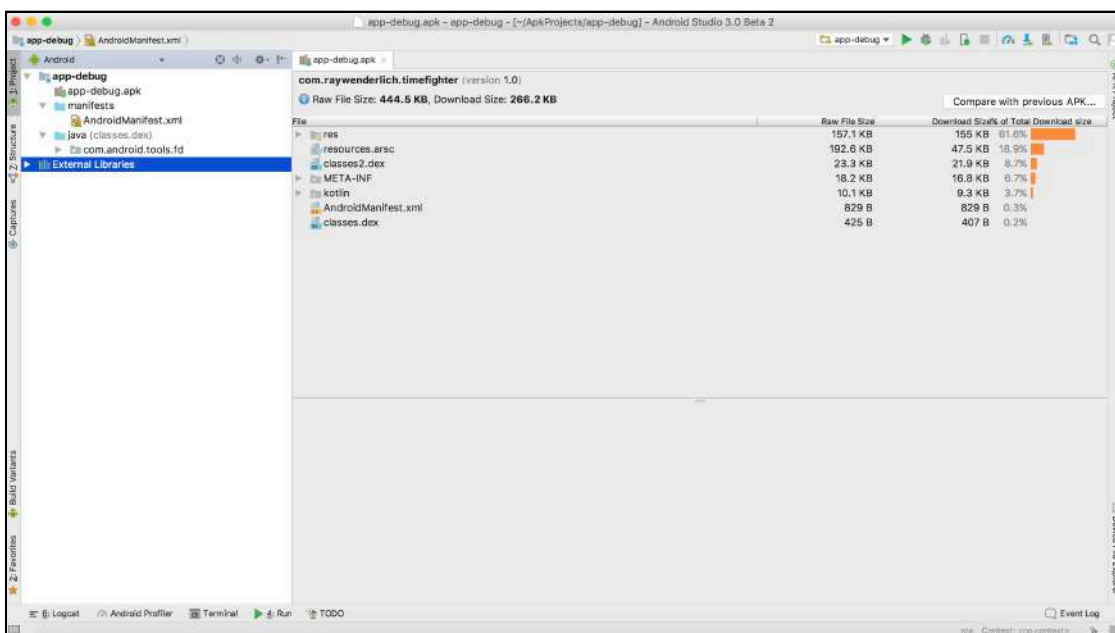 app-debug.apk - app-debug - [~/ApkProjects/app-debug] - Android Studio 3.0 Beta 2
app-debug AndroidManifest.xml app-debug
Android app-debug.apk
app-debug
app-debug.apk
manifests
AndroidManifest.xml
java (classes.dex)
com.android.tools.fd
External Libraries
com.raywenderlich.timefighter (version 1.0)
Raw File Size: 444.5 KB, Download Size: 266.2 KB
Compare with previous APK...
File Raw File Size Download Size% of Total Download size
res 157.1 KB 155 KB 61.6%
resources.arsc 192.6 KB 47.5 KB 18.9%
classes2.dex 23.3 KB 21.9 KB 8.7%
META-INF 18.2 KB 16.8 KB 6.7%
kotlin 10.1 KB 9.3 KB 3.7%
AndroidManifest.xml 829 B 829 B 0.3%
classes.dex 425 B 407 B 0.2%
1: Project
Z: Structure
Captures
Build Variants
2: Favorites
6: Logcat Android Profiler Terminal 4: Run TODO Event Log
n/a Context: <no context>